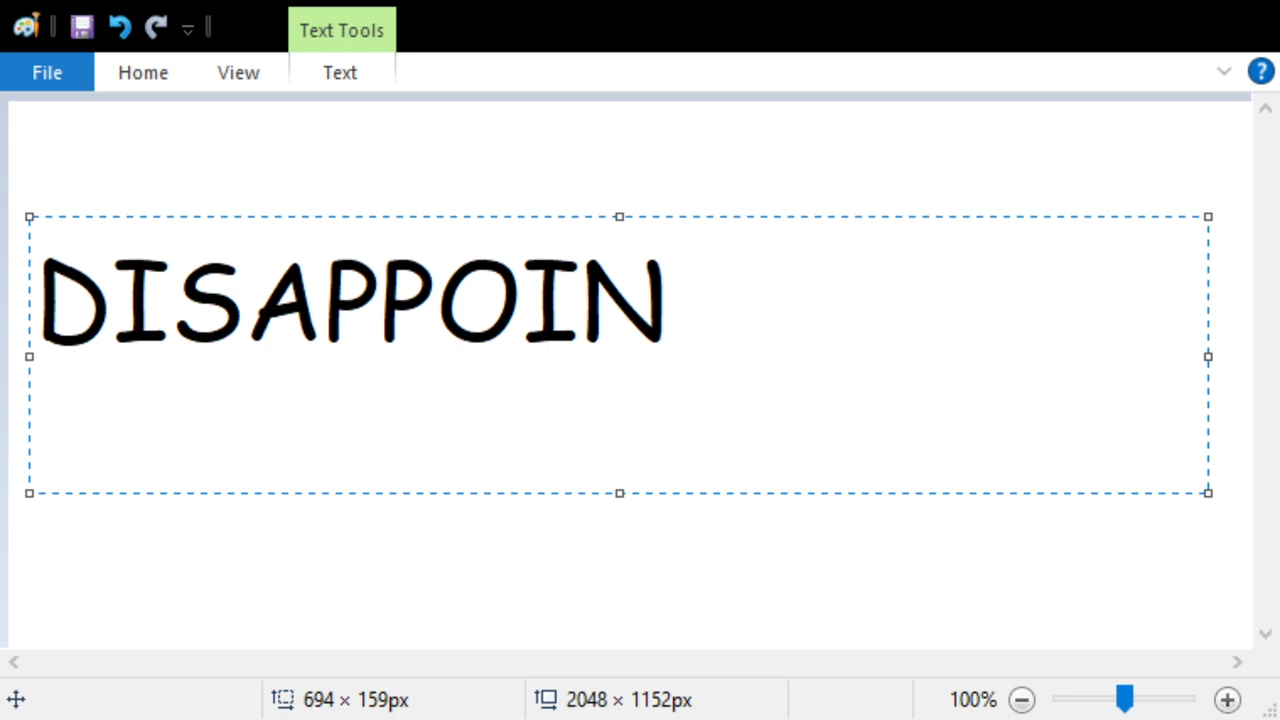 Text Tools
File Home View Text
DISAPPOIN
694 × 159px 2048 × 1152px 100%